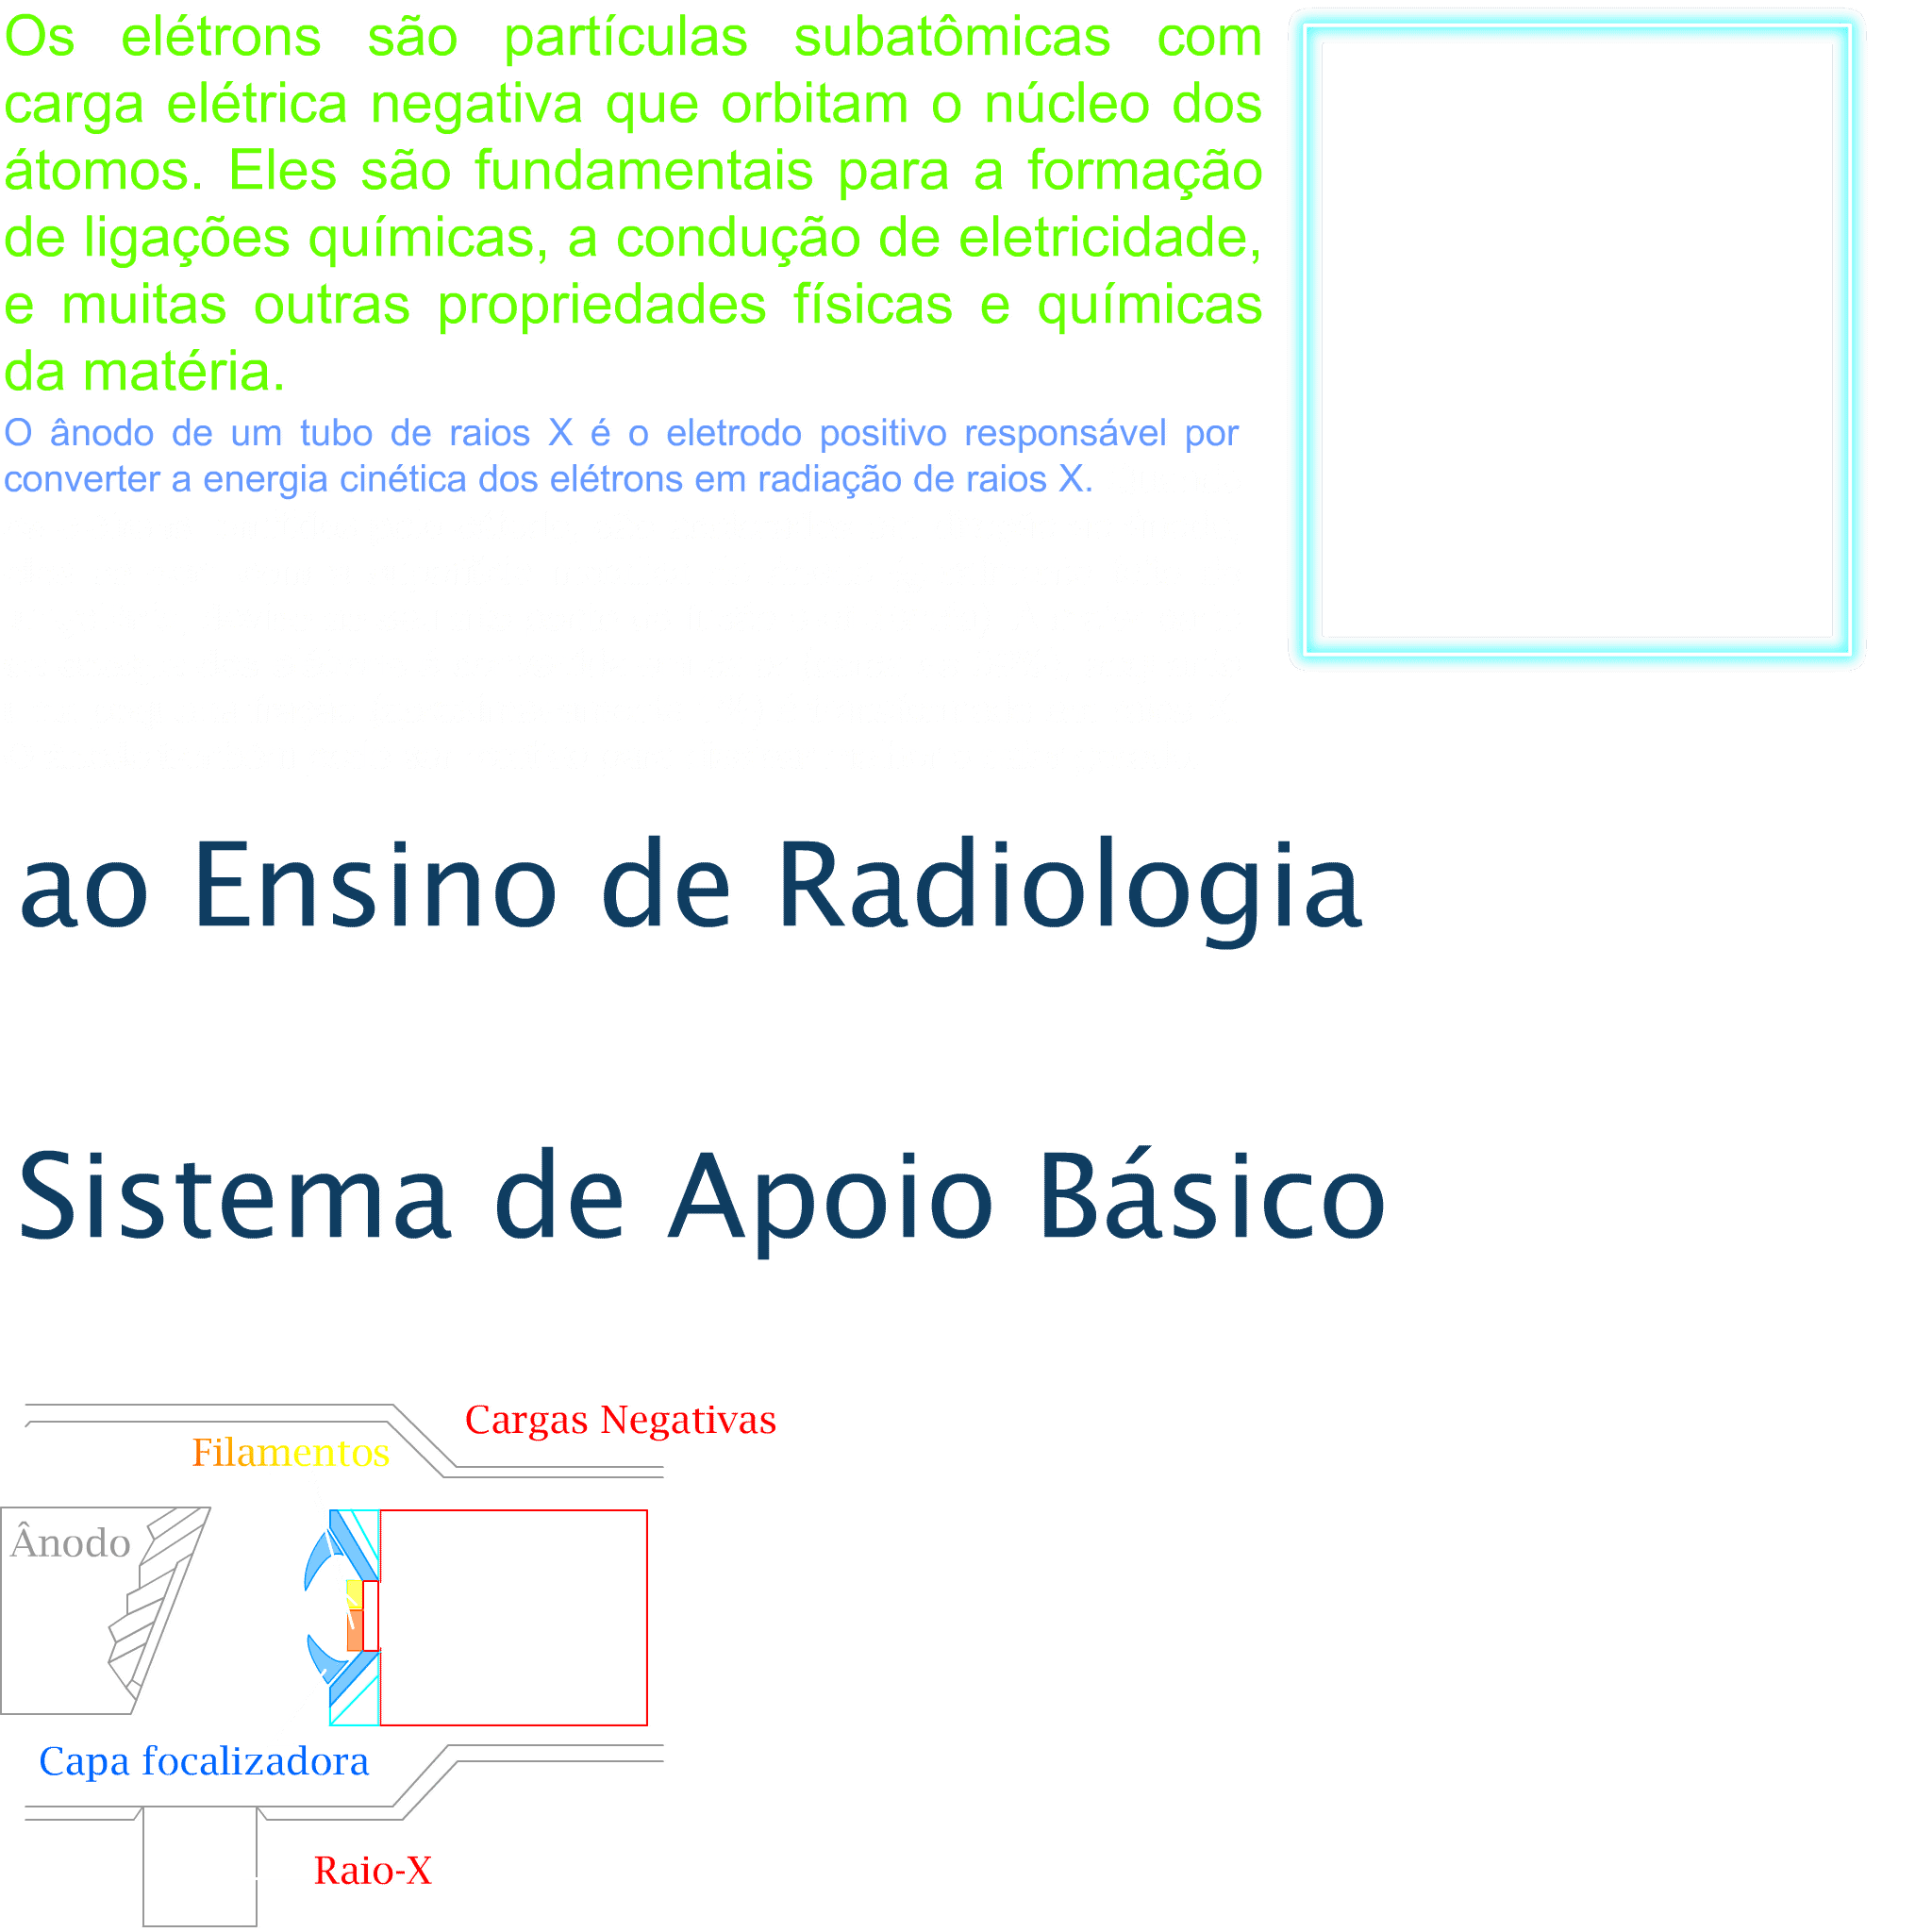 Os elétrons são partículas subatômicas com
carga elétrica negativa que orbitam o núcleo dos
átomos. Eles são fundamentais para a formação
de ligações químicas, a condução de eletricidade,
e muitas outras propriedades físicas e químicas
da matéria.
O ânodo de um tubo de raios X é o eletrodo positivo responsável por
converter a energia cinética dos elétrons em radiação de raios X.
ao Ensino de Radiologia
Sistema de Apoio Básico
Cargas Negativas
Filamentos
Ânodo
Capa focalizadora
Raio-X